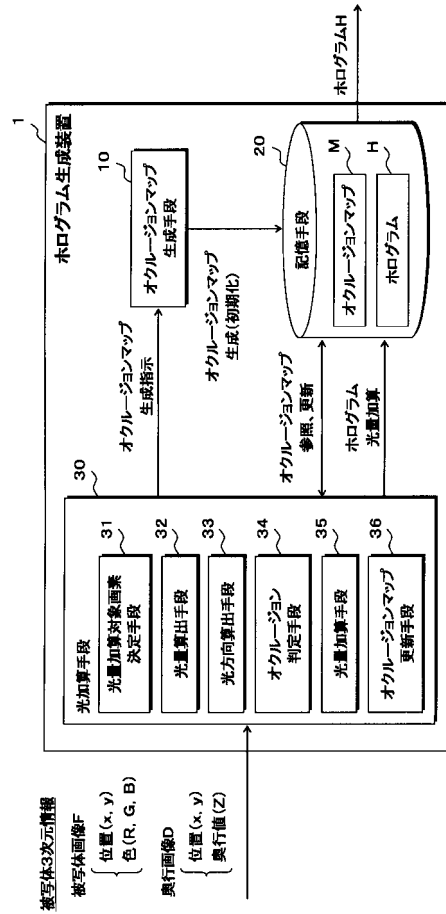 被写体3次元情報
被写体画像F
位置(x, y)
色(R, G, B)
奥行画像D
位置(x, y)
奥行値(Z)
1
ホログラム生成装置
30
光加算手段
31
光量加算対象画素
決定手段
32
光量算出手段
33
光方向算出手段
34
オクルージョン
判定手段
35
光量加算手段
36
オクルージョンマップ
更新手段
オクルージョンマップ
生成指示
10
オクルージョンマップ
生成手段
オクルージョンマップ
生成(初期化)
オクルージョンマップ
参照、更新
ホログラム
光量加算
20
記憶手段
M
オクルージョンマップ
H
ホログラム
ホログラムH